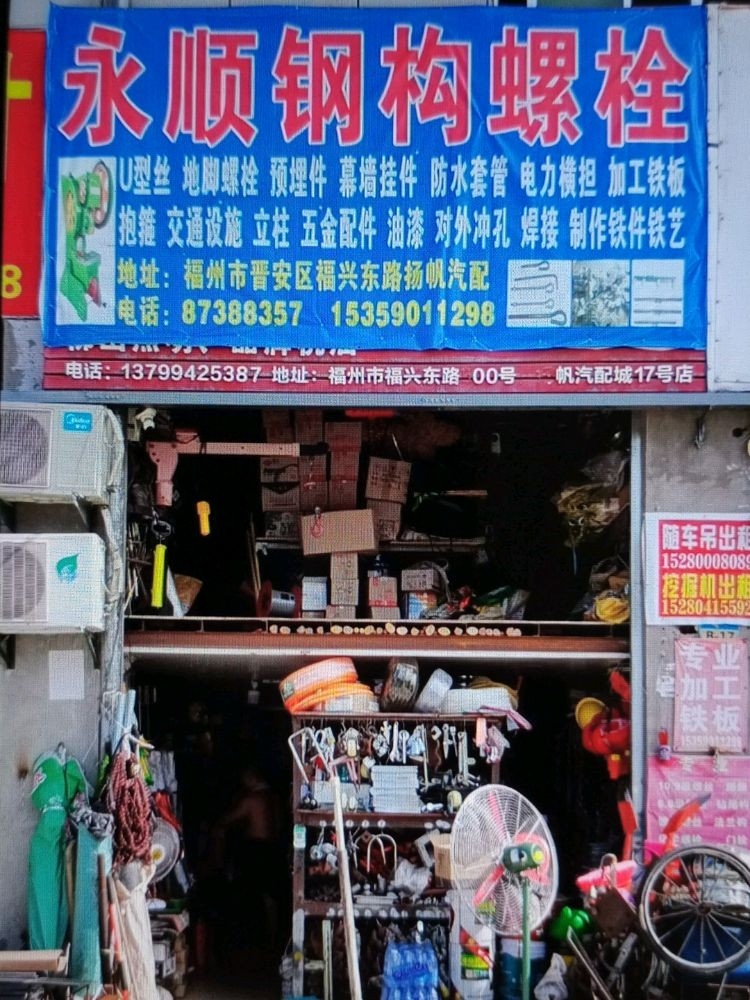 永顺钢构螺栓
U型丝 地脚螺栓 预埋件 幕墙挂件 防水套管 电力横担 加工铁板
抱箍 交通设施 立柱 五金配件 油漆 对外冲孔 焊接 制作铁件铁艺
地址：福州市晋安区福兴东路扬帆汽配
电话：87388357 15359011298
电话：13799425387 地址：福州市福兴东路 00号 帆汽配城17号店
8
Midea
随车吊出租
1528000808
挖掘机出租
1528041559
B-17
专业
加工
铁板
15359011298